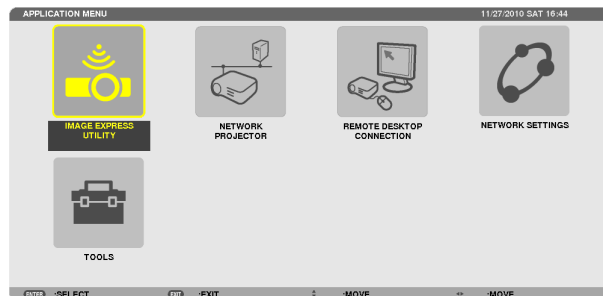 APPLICATION MENU 11/27/2010 SAT 16:44
IMAGE EXPRESS
UTILITY
NETWORK
PROJECTOR
REMOTE DESKTOP
CONNECTION
NETWORK SETTINGS
TOOLS
ENTER :SELECT EXIT :EXIT :MOVE :MOVE